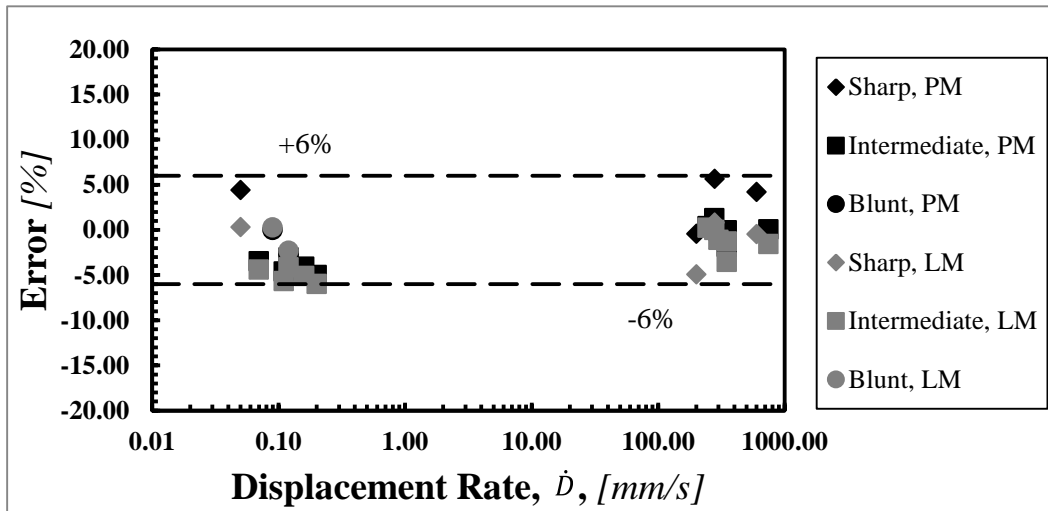 20.00
15.00
10.00
5.00
0.00
-5.00
-10.00
-15.00
-20.00
Error [%]
+6%
-6%
0.01 0.10 1.00 10.00 100.00 1000.00
Displacement Rate, Ḋ, [mm/s]
Sharp, PM
Intermediate, PM
Blunt, PM
Sharp, LM
Intermediate, LM
Blunt, LM